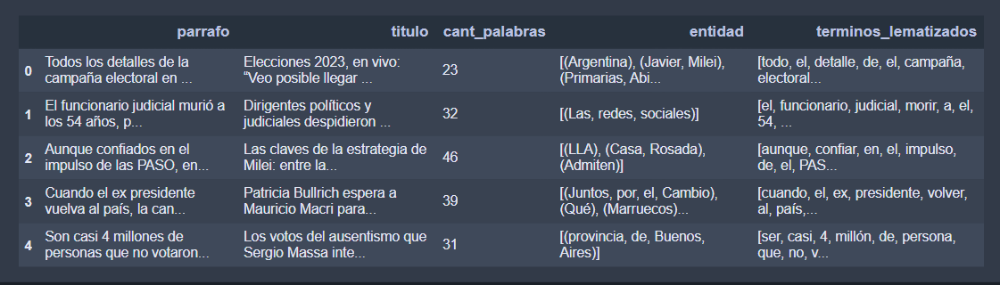 parrafo titulo cant_palabras entidad terminos_lematizados
0 Todos los detalles de la campaña electoral en ... Elecciones 2023, en vivo: “Veo posible llegar ... 23 [(Argentina), (Javier, Milei), (Primarias, Abi... [todo, el, detalle, de, el, campaña, electoral...
1 El funcionario judicial murió a los 54 años, p... Dirigentes políticos y judiciales despidieron ... 32 [(Las, redes, sociales)] [el, funcionario, judicial, morir, a, el, 54, ...
2 Aunque confiados en el impulso de las PASO, en... Las claves de la estrategia de Milei: entre la... 46 [(LLA), (Casa, Rosada), (Admiten)] [aunque, confiar, en, el, impulso, de, el, PAS...
3 Cuando el ex presidente vuelva al país, la can... Patricia Bullrich espera a Mauricio Macri para... 39 [(Juntos, por, el, Cambio), (Qué), (Marruecos)... [cuando, el, ex, presidente, volver, al, país,...
4 Son casi 4 millones de personas que no votaron... Los votos del ausentismo que Sergio Massa inte... 31 [(provincia, de, Buenos, Aires)] [ser, casi, 4, millón, de, persona, que, no, v...